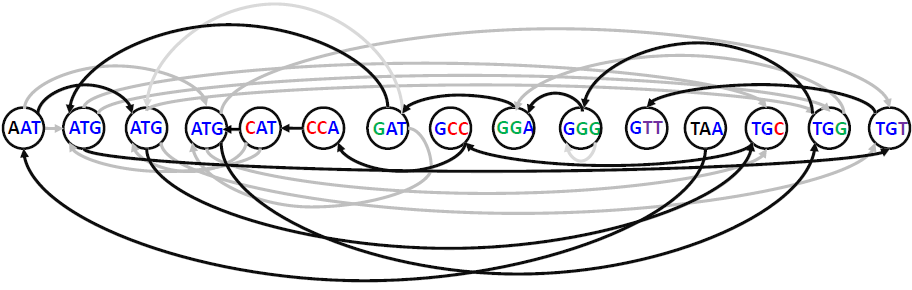 AAT ATG ATG ATG CAT CCA GAT GCC GGA GGG GTT TAA TGC TGG TGT